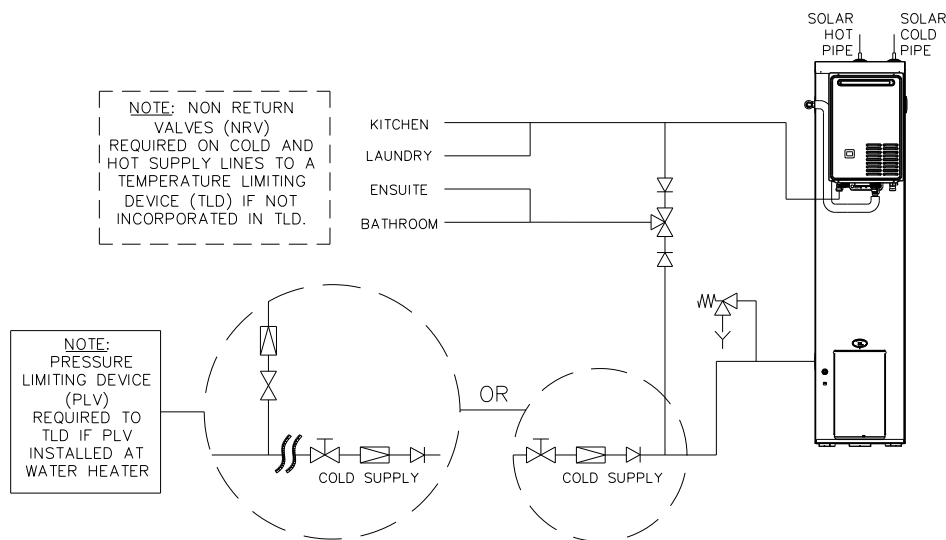 SOLAR
HOT
PIPE
SOLAR
COLD
PIPE
NOTE: NON RETURN
VALVES (NRV)
REQUIRED ON COLD AND
HOT SUPPLY LINES TO A
TEMPERATURE LIMITING
DEVICE (TLD) IF NOT
INCORPORATED IN TLD.
KITCHEN
LAUNDRY
ENSUITE
BATHROOM
NOTE:
PRESSURE
LIMITING DEVICE
(PLV)
REQUIRED TO
TLD IF PLV
INSTALLED AT
WATER HEATER
OR
COLD SUPPLY
COLD SUPPLY